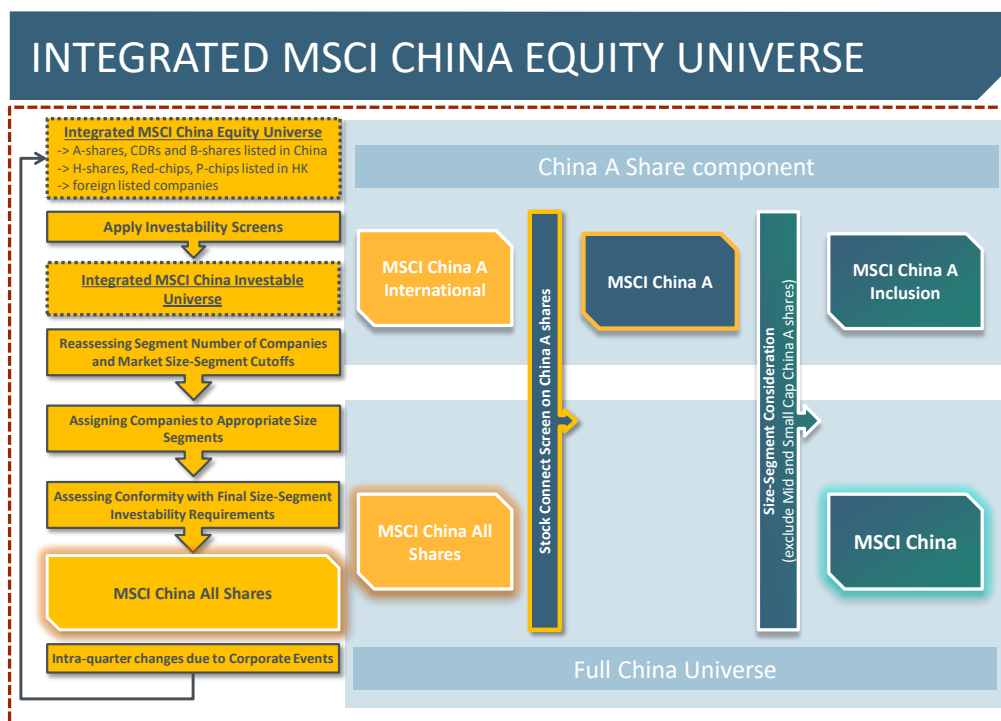 INTEGRATED MSCI CHINA EQUITY UNIVERSE
Integrated MSCI China Equity Universe
-> A-shares, CDRs and B-shares listed in China
-> H-shares, Red-chips, P-chips listed in HK
-> foreign listed companies
Apply Investability Screens
Integrated MSCI China Investable
Universe
Reassessing Segment Number of Companies
and Market Size-Segment Cutoffs
Assigning Companies to Appropriate Size
Segments
Assessing Conformity with Final Size-Segment
Investability Requirements
MSCI China All Shares
Intra-quarter changes due to Corporate Events
China A Share component
MSCI China A
International
Stock Connect Screen on China A shares
MSCI China A
Size-Segment Consideration
(exclude Mid and Small Cap China A shares)
MSCI China A
Inclusion
MSCI China All
Shares
MSCI China
Full China Universe